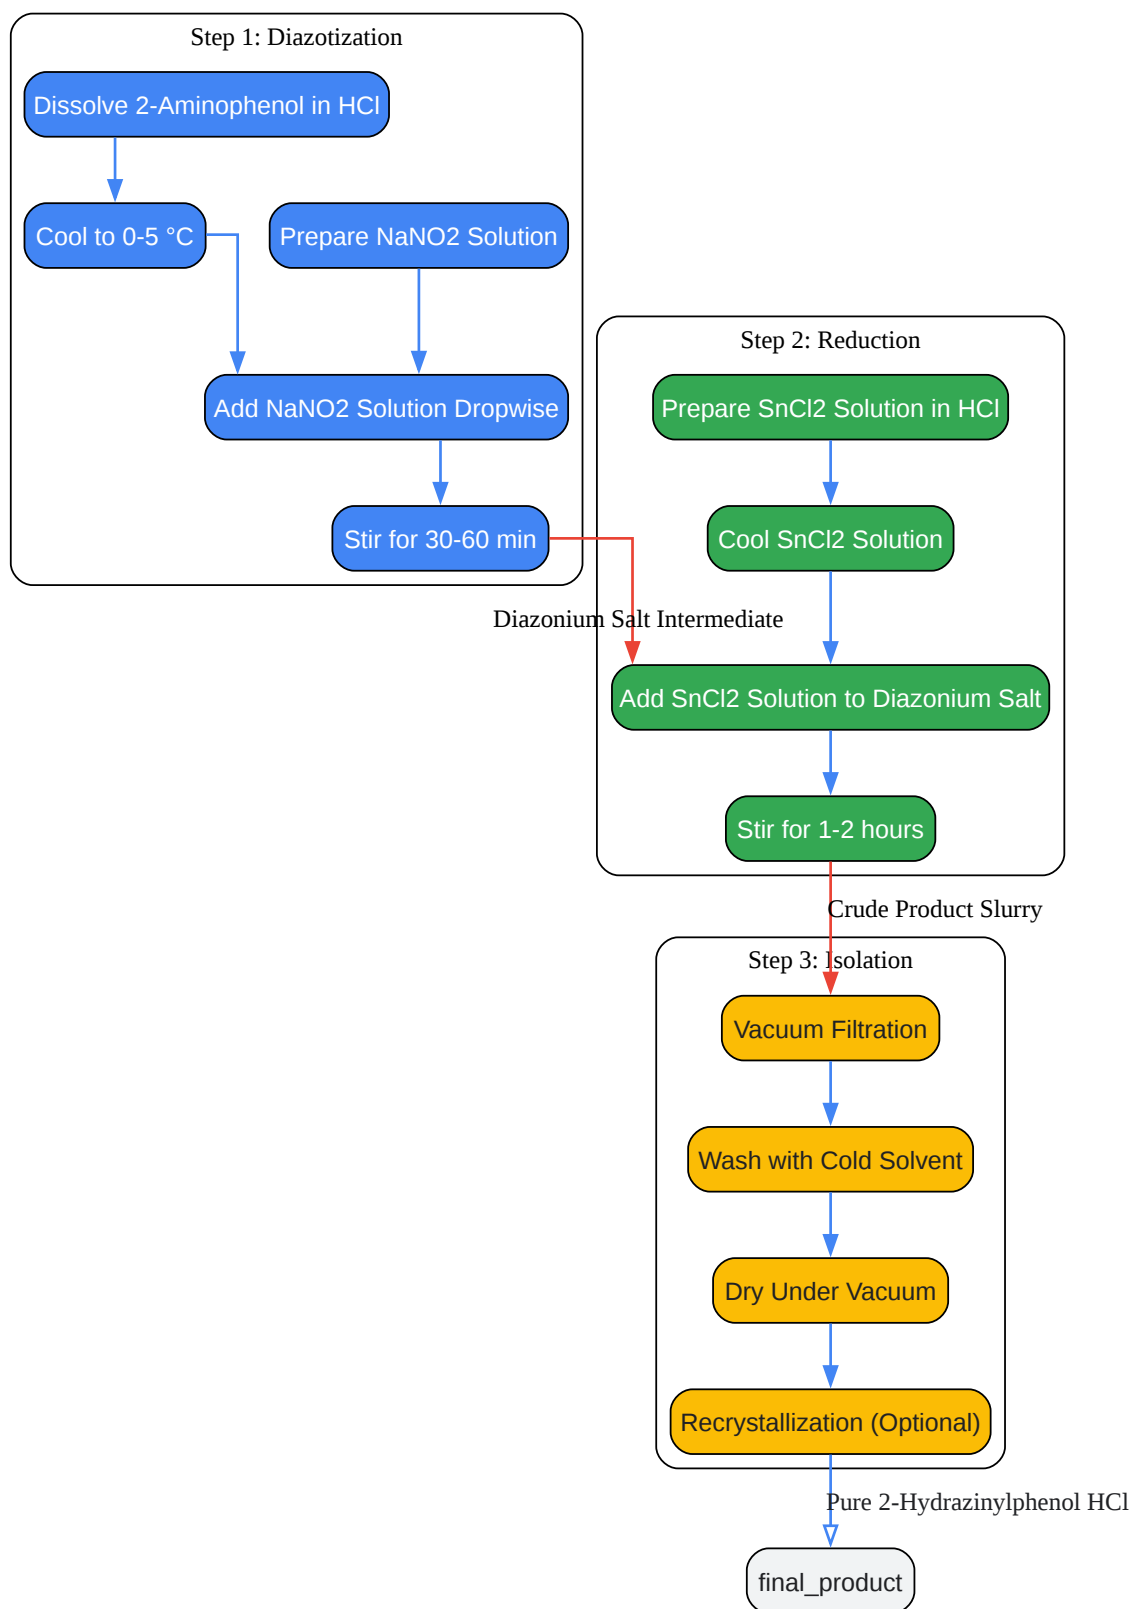 Step 1: Diazotization
Dissolve 2-Aminophenol in HCl
Cool to 0-5 °C
Prepare NaNO2 Solution
Add NaNO2 Solution Dropwise
Stir for 30-60 min
Step 2: Reduction
Prepare SnCl2 Solution in HCl
Cool SnCl2 Solution
Diazonium Salt Intermediate
Add SnCl2 Solution to Diazonium Salt
Stir for 1-2 hours
Crude Product Slurry
Step 3: Isolation
Vacuum Filtration
Wash with Cold Solvent
Dry Under Vacuum
Recrystallization (Optional)
Pure 2-Hydrazinylphenol HCl
final_product